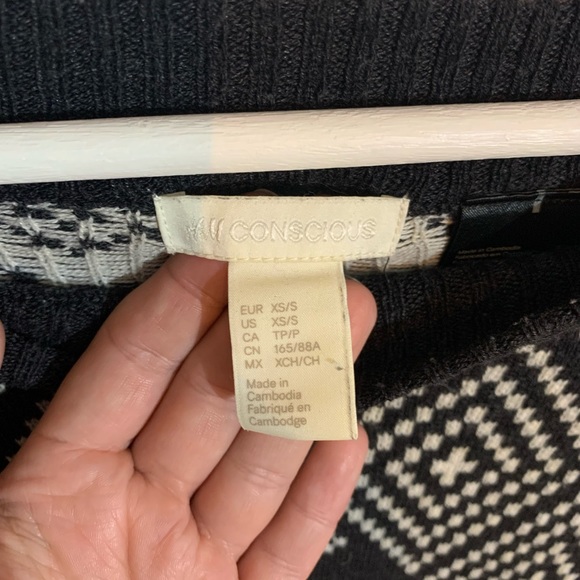 CONSCIOUS
EUR XS/S
US XS/S
CA TP/P
CN 165/88A
MX XCH/CH
Made in
Cambodia
Fabriqué en
Cambodge